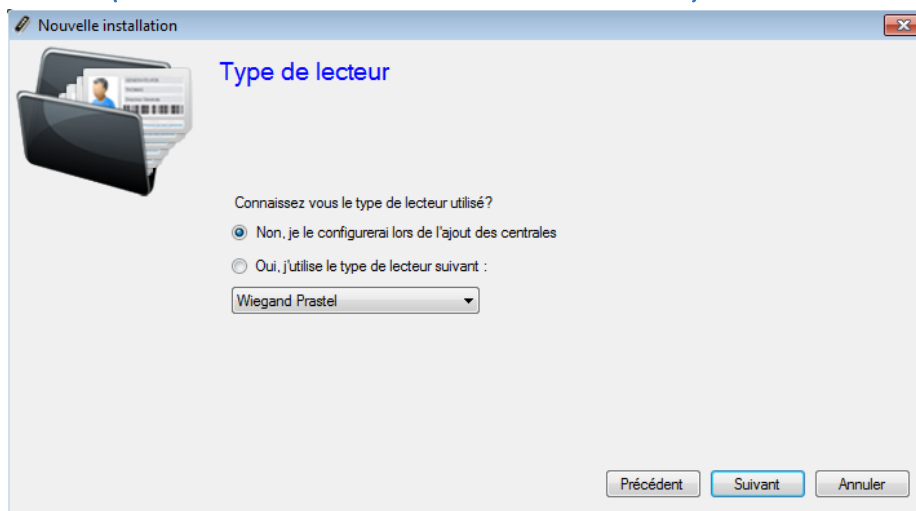 Nouvelle installation
Type de lecteur
Connaissez vous le type de lecteur utilisé?
Non, je le configurerai lors de l'ajout des centrales
Oui, j'utilise le type de lecteur suivant :
Wiegand Prastel
Précédent
Suivant
Annuler